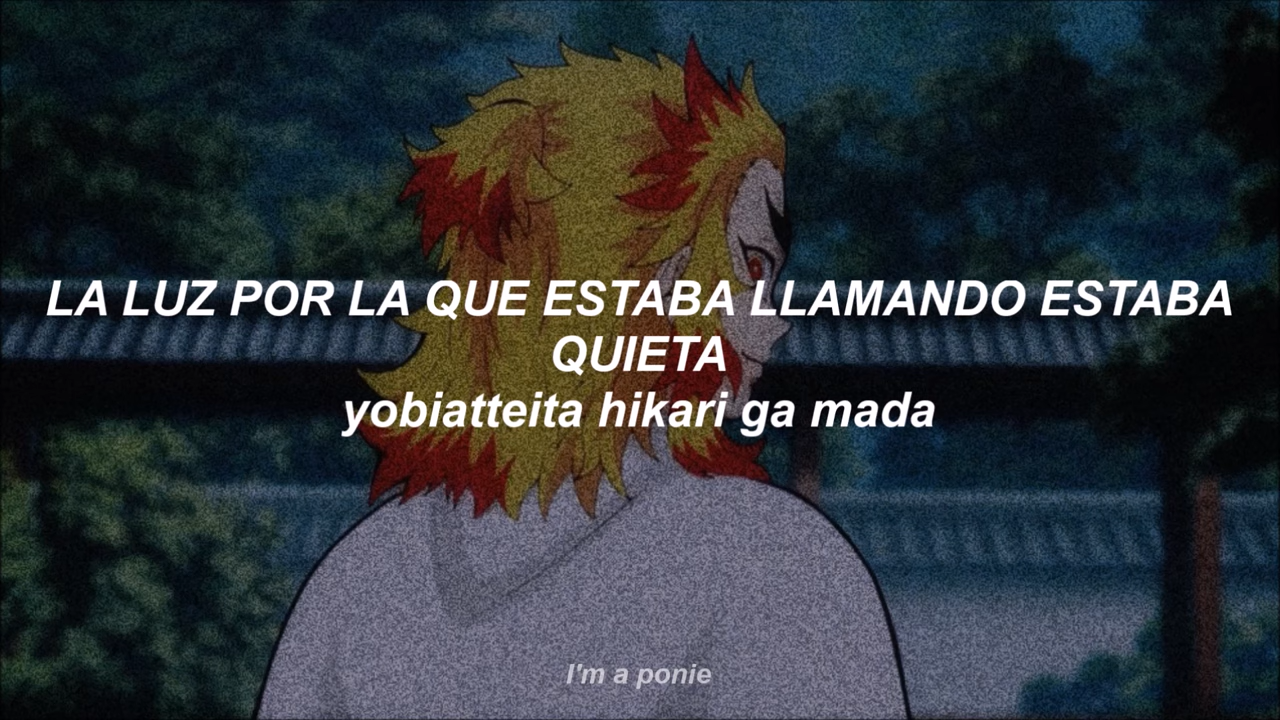 LA LUZ POR LA QUE ESTABA LLAMANDO ESTABA
QUIETA
yobiatteita hikari ga mada
I'm a ponie